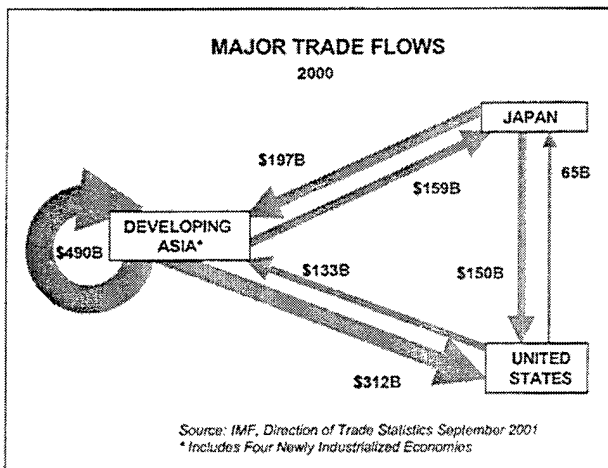 MAJOR TRADE FLOWS
2000
JAPAN
$197B
$159B
65B
DEVELOPING
ASIA*
$490B
$133B
$150B
$312B
UNITED
STATES
Source: IMF, Direction of Trade Statistics September 2001
* Includes Four Newly Industrialized Economies